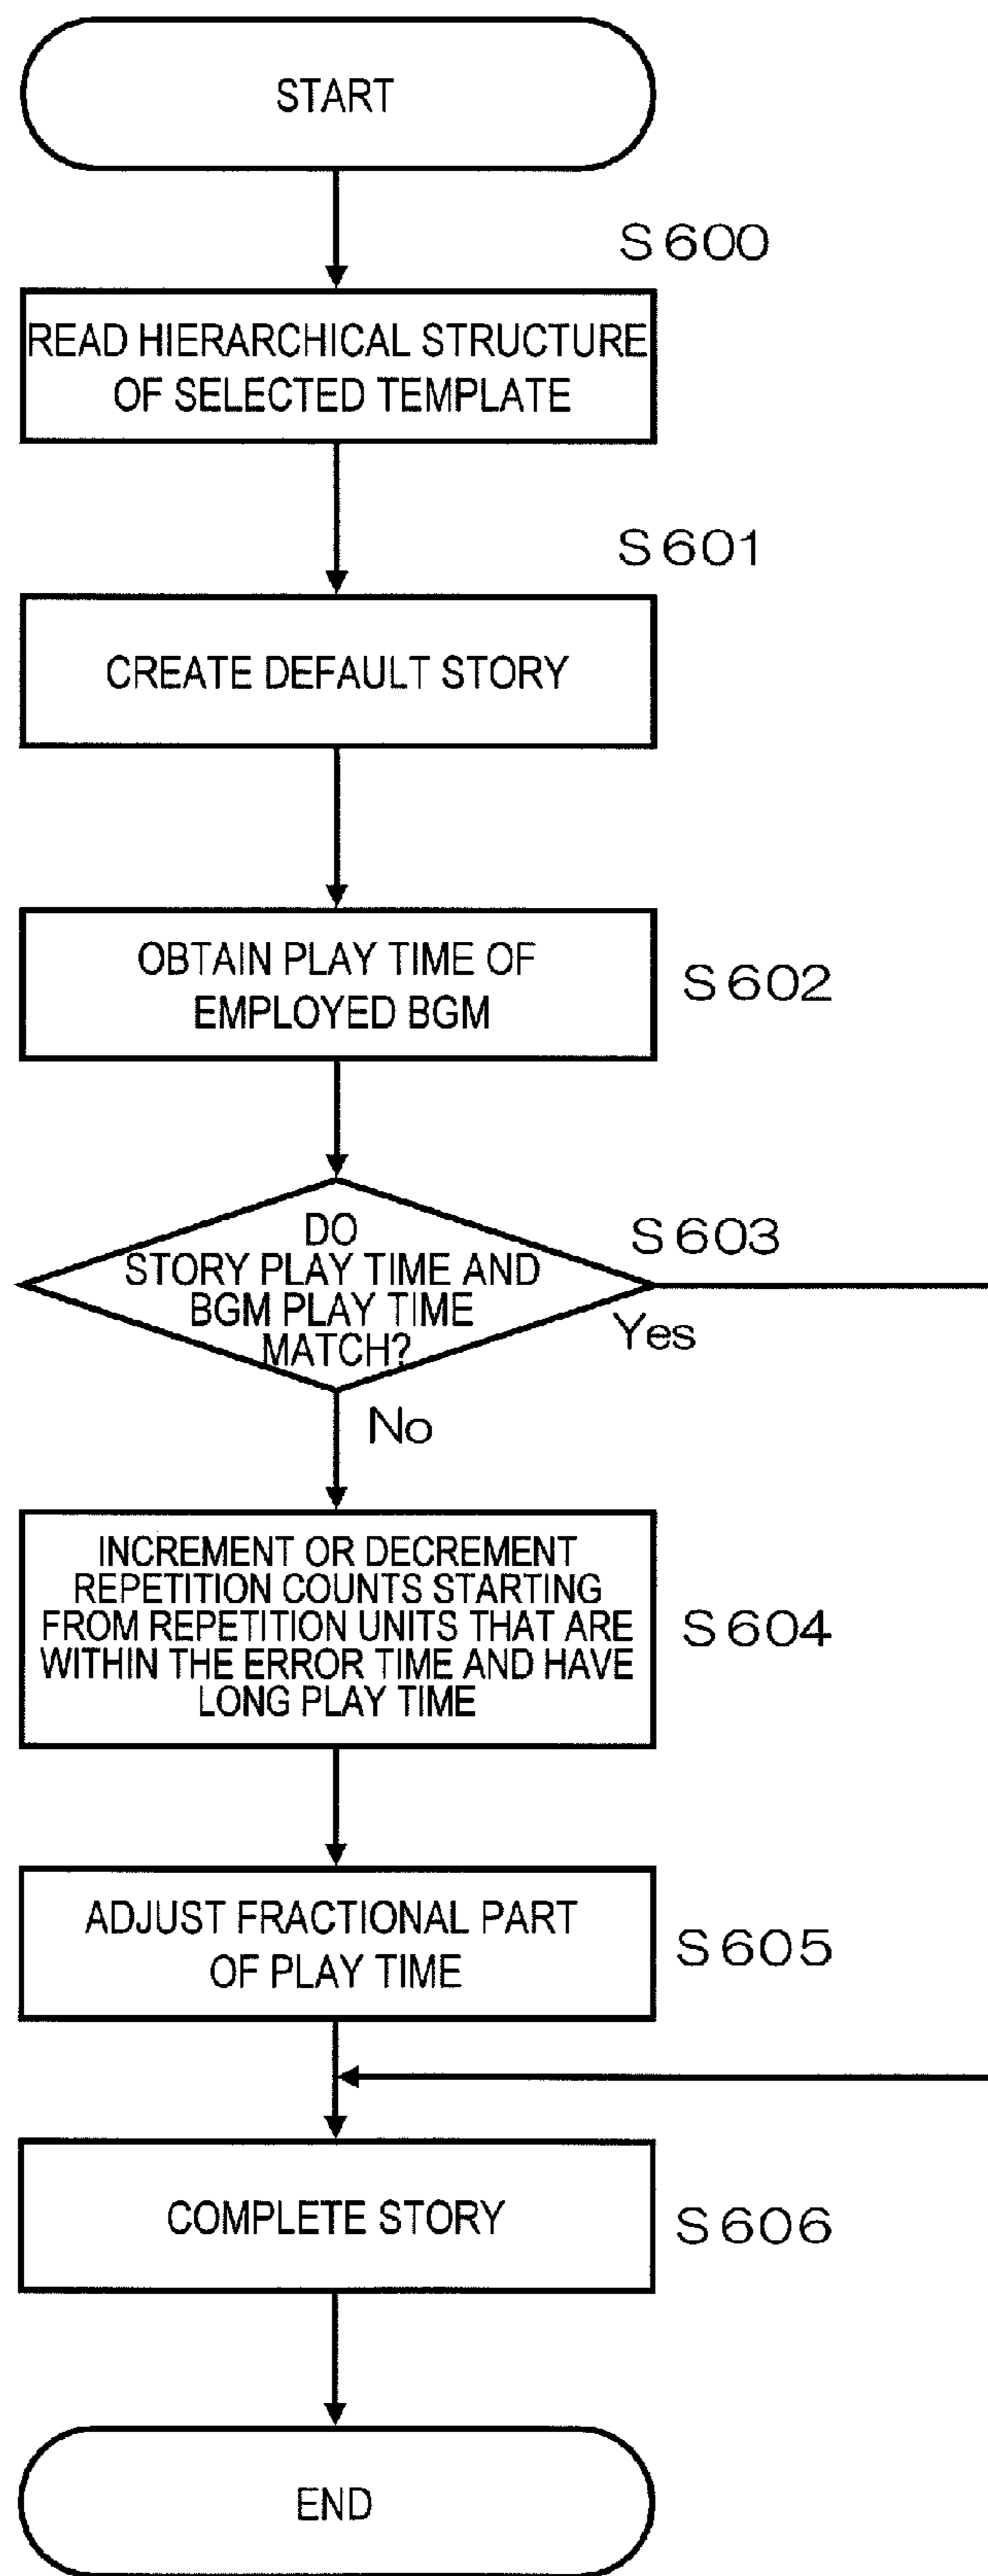 START
S600
READ HIERARCHICAL STRUCTURE
OF SELECTED TEMPLATE
S601
CREATE DEFAULT STORY
OBTAIN PLAY TIME OF
EMPLOYED BGM
S602
DO
STORY PLAY TIME AND
BGM PLAY TIME
MATCH?
S603
Yes
No
INCREMENT OR DECREMENT
REPETITION COUNTS STARTING
FROM REPETITION UNITS THAT ARE
WITHIN THE ERROR TIME AND HAVE
LONG PLAY TIME
S604
ADJUST FRACTIONAL PART
OF PLAY TIME
S605
COMPLETE STORY
S606
END